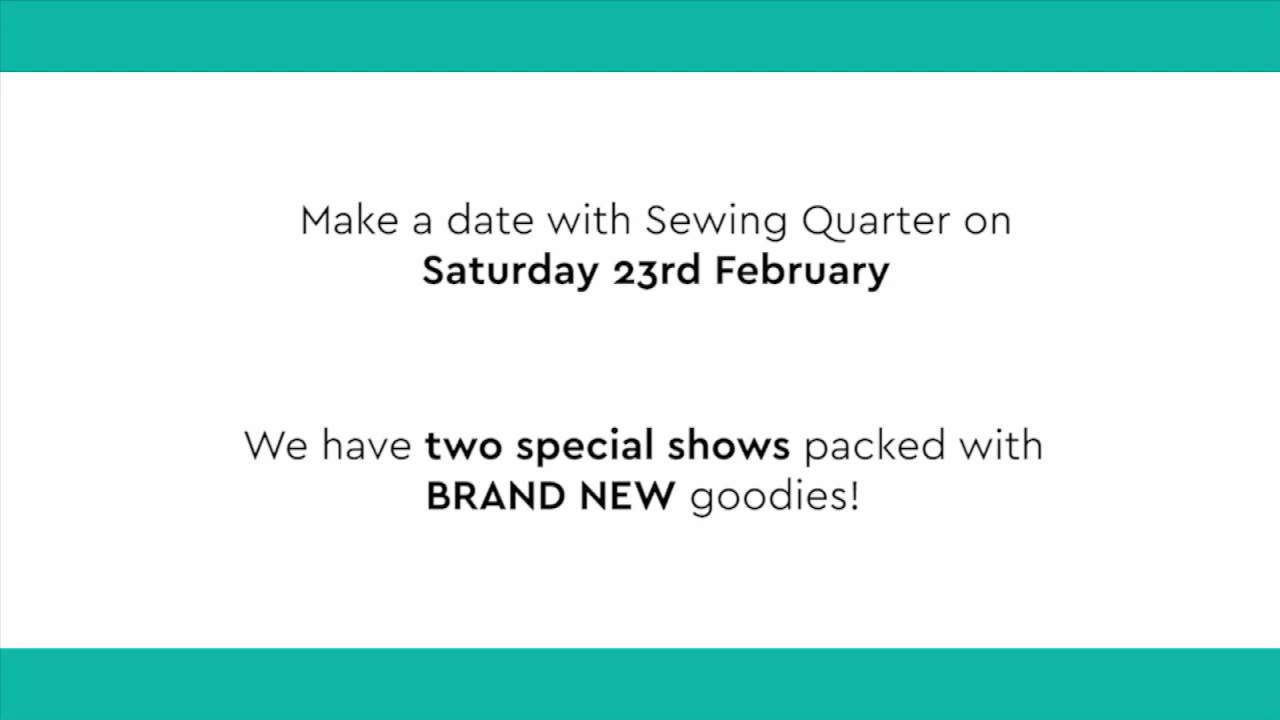 Make a date with Sewing Quarter on
Saturday 23rd February
We have two special shows packed with
BRAND NEW goodies!